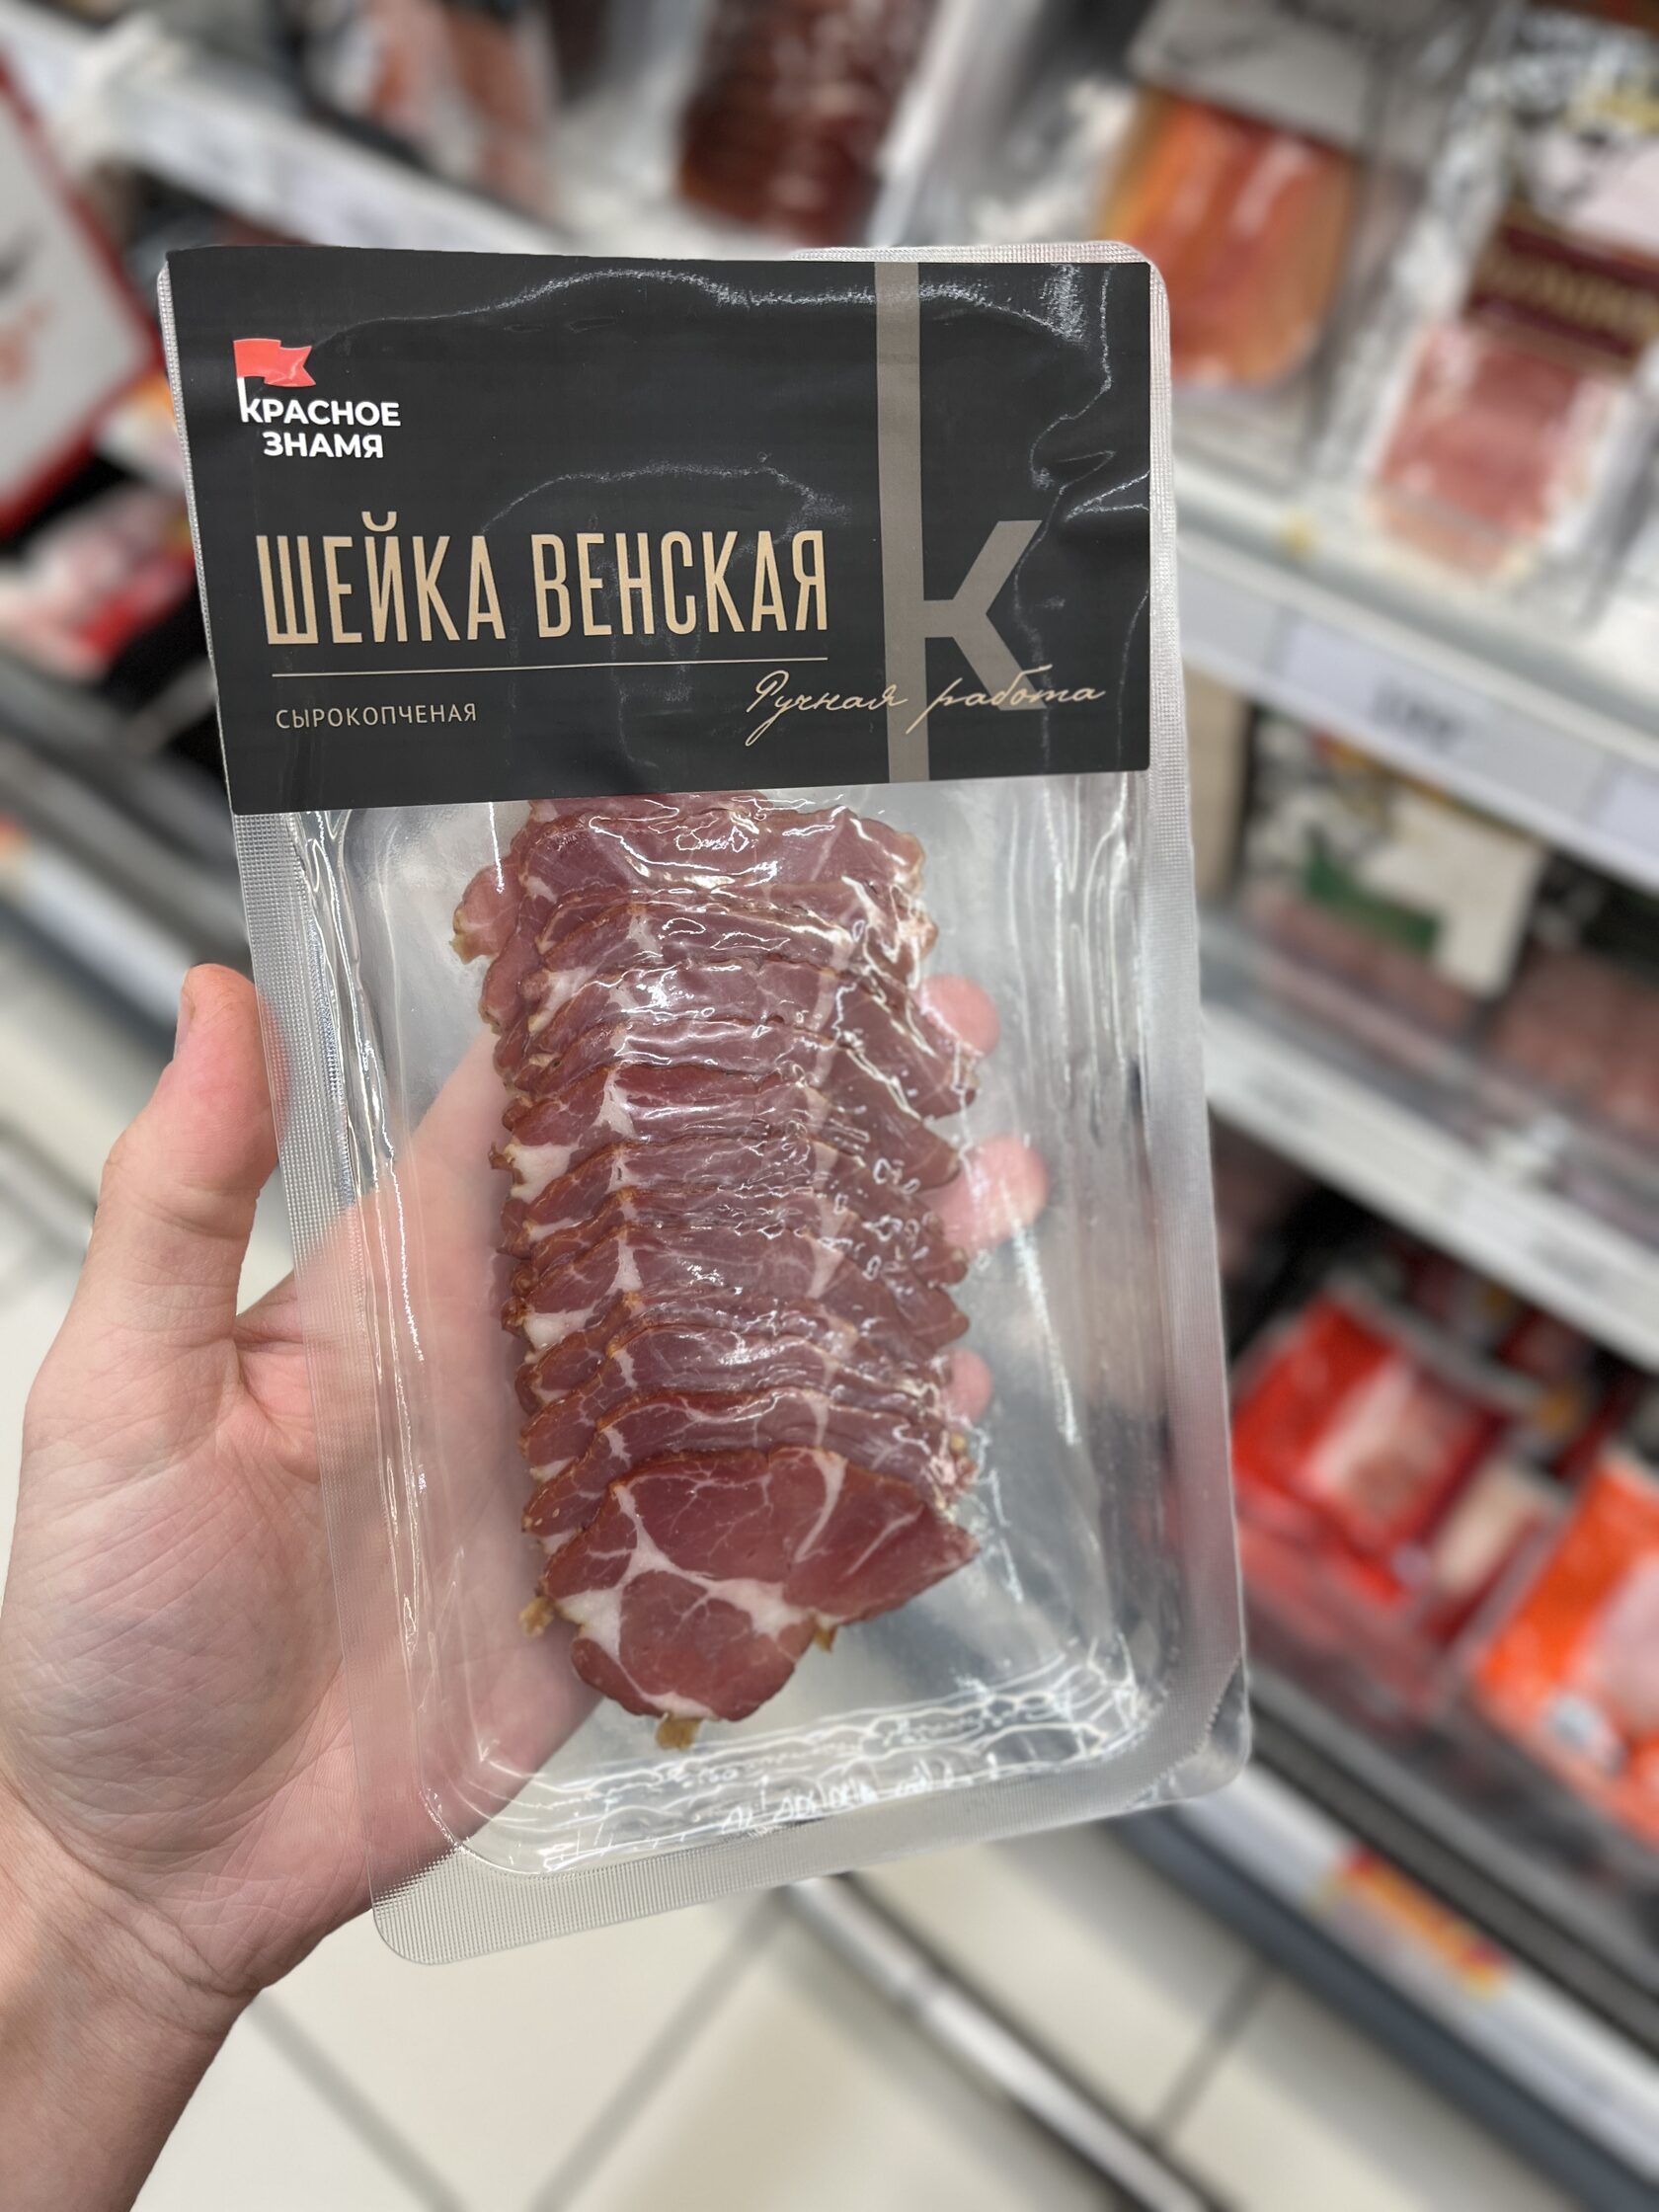 КРАСНОЕ
ЗНАМЯ
ШЕЙКА ВЕНСКАЯ
Ручная работа
СЫРОКОПЧЕНАЯ
k